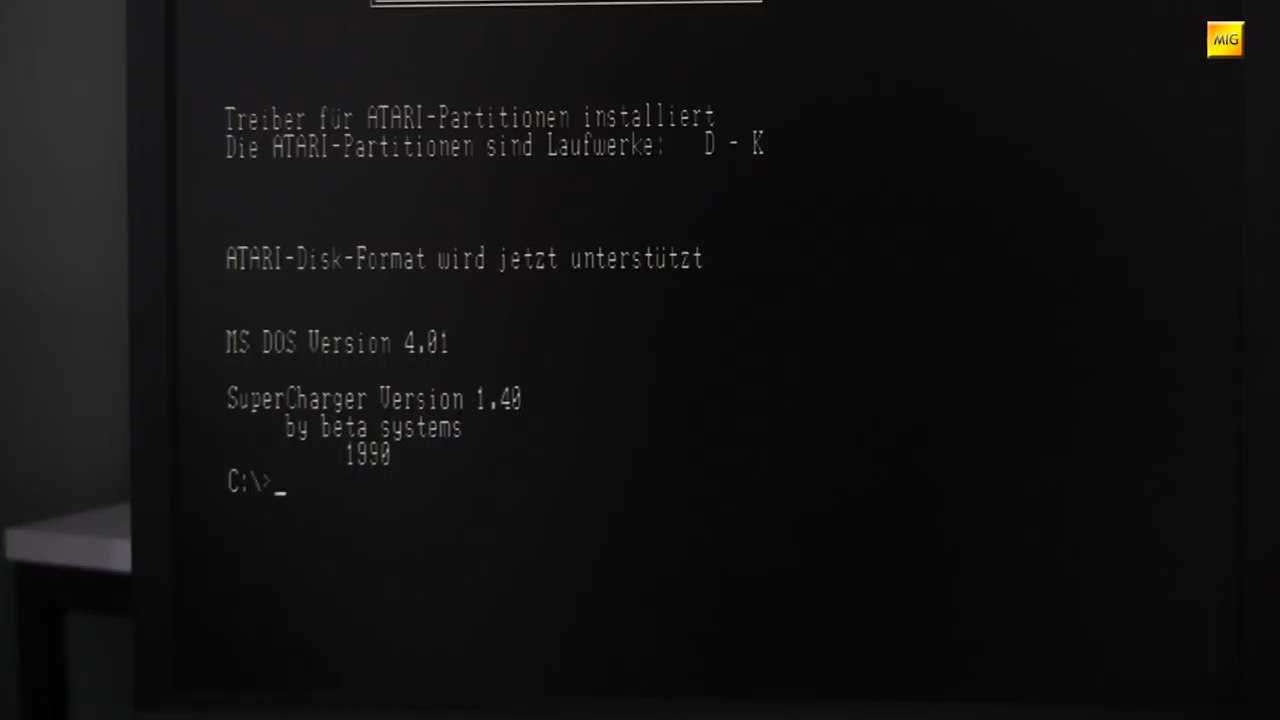 MIG
Treiber für ATARI-Partitionen installiert
Die ATARI-Partitionen sind Laufwerke:   D - K
ATARI-Disk-Format wird jetzt unterstützt
MS DOS Version 4.01
SuperCharger Version 1.40
by beta systems
1990
C:\>_